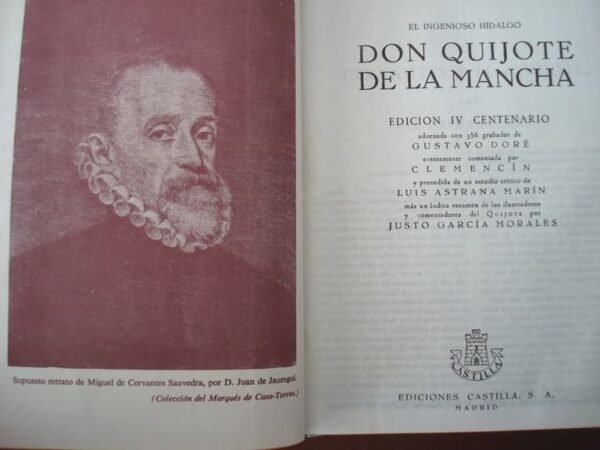 Supuesto retrato de Miguel de Cervantes Saavedra, por D. Juan de Jauregui.
(Colección del Marqués de Casa-Torres.)
EL INGENIOSO HIDALGO
DON QUIJOTE
DE LA MANCHA
EDICION IV CENTENARIO
adornada con 356 grabados de
GUSTAVO DORÉ
enteramente comentada por
CLEMENCÍN
y precedida de un estudio crítico de
LUIS ASTRANA MARÍN
más un índice resumen de los ilustradores
y comentadores del Quijote por
JUSTO GARCÍA MORALES
CASTILLA
EDICIONES CASTILLA, S. A.
MADRID